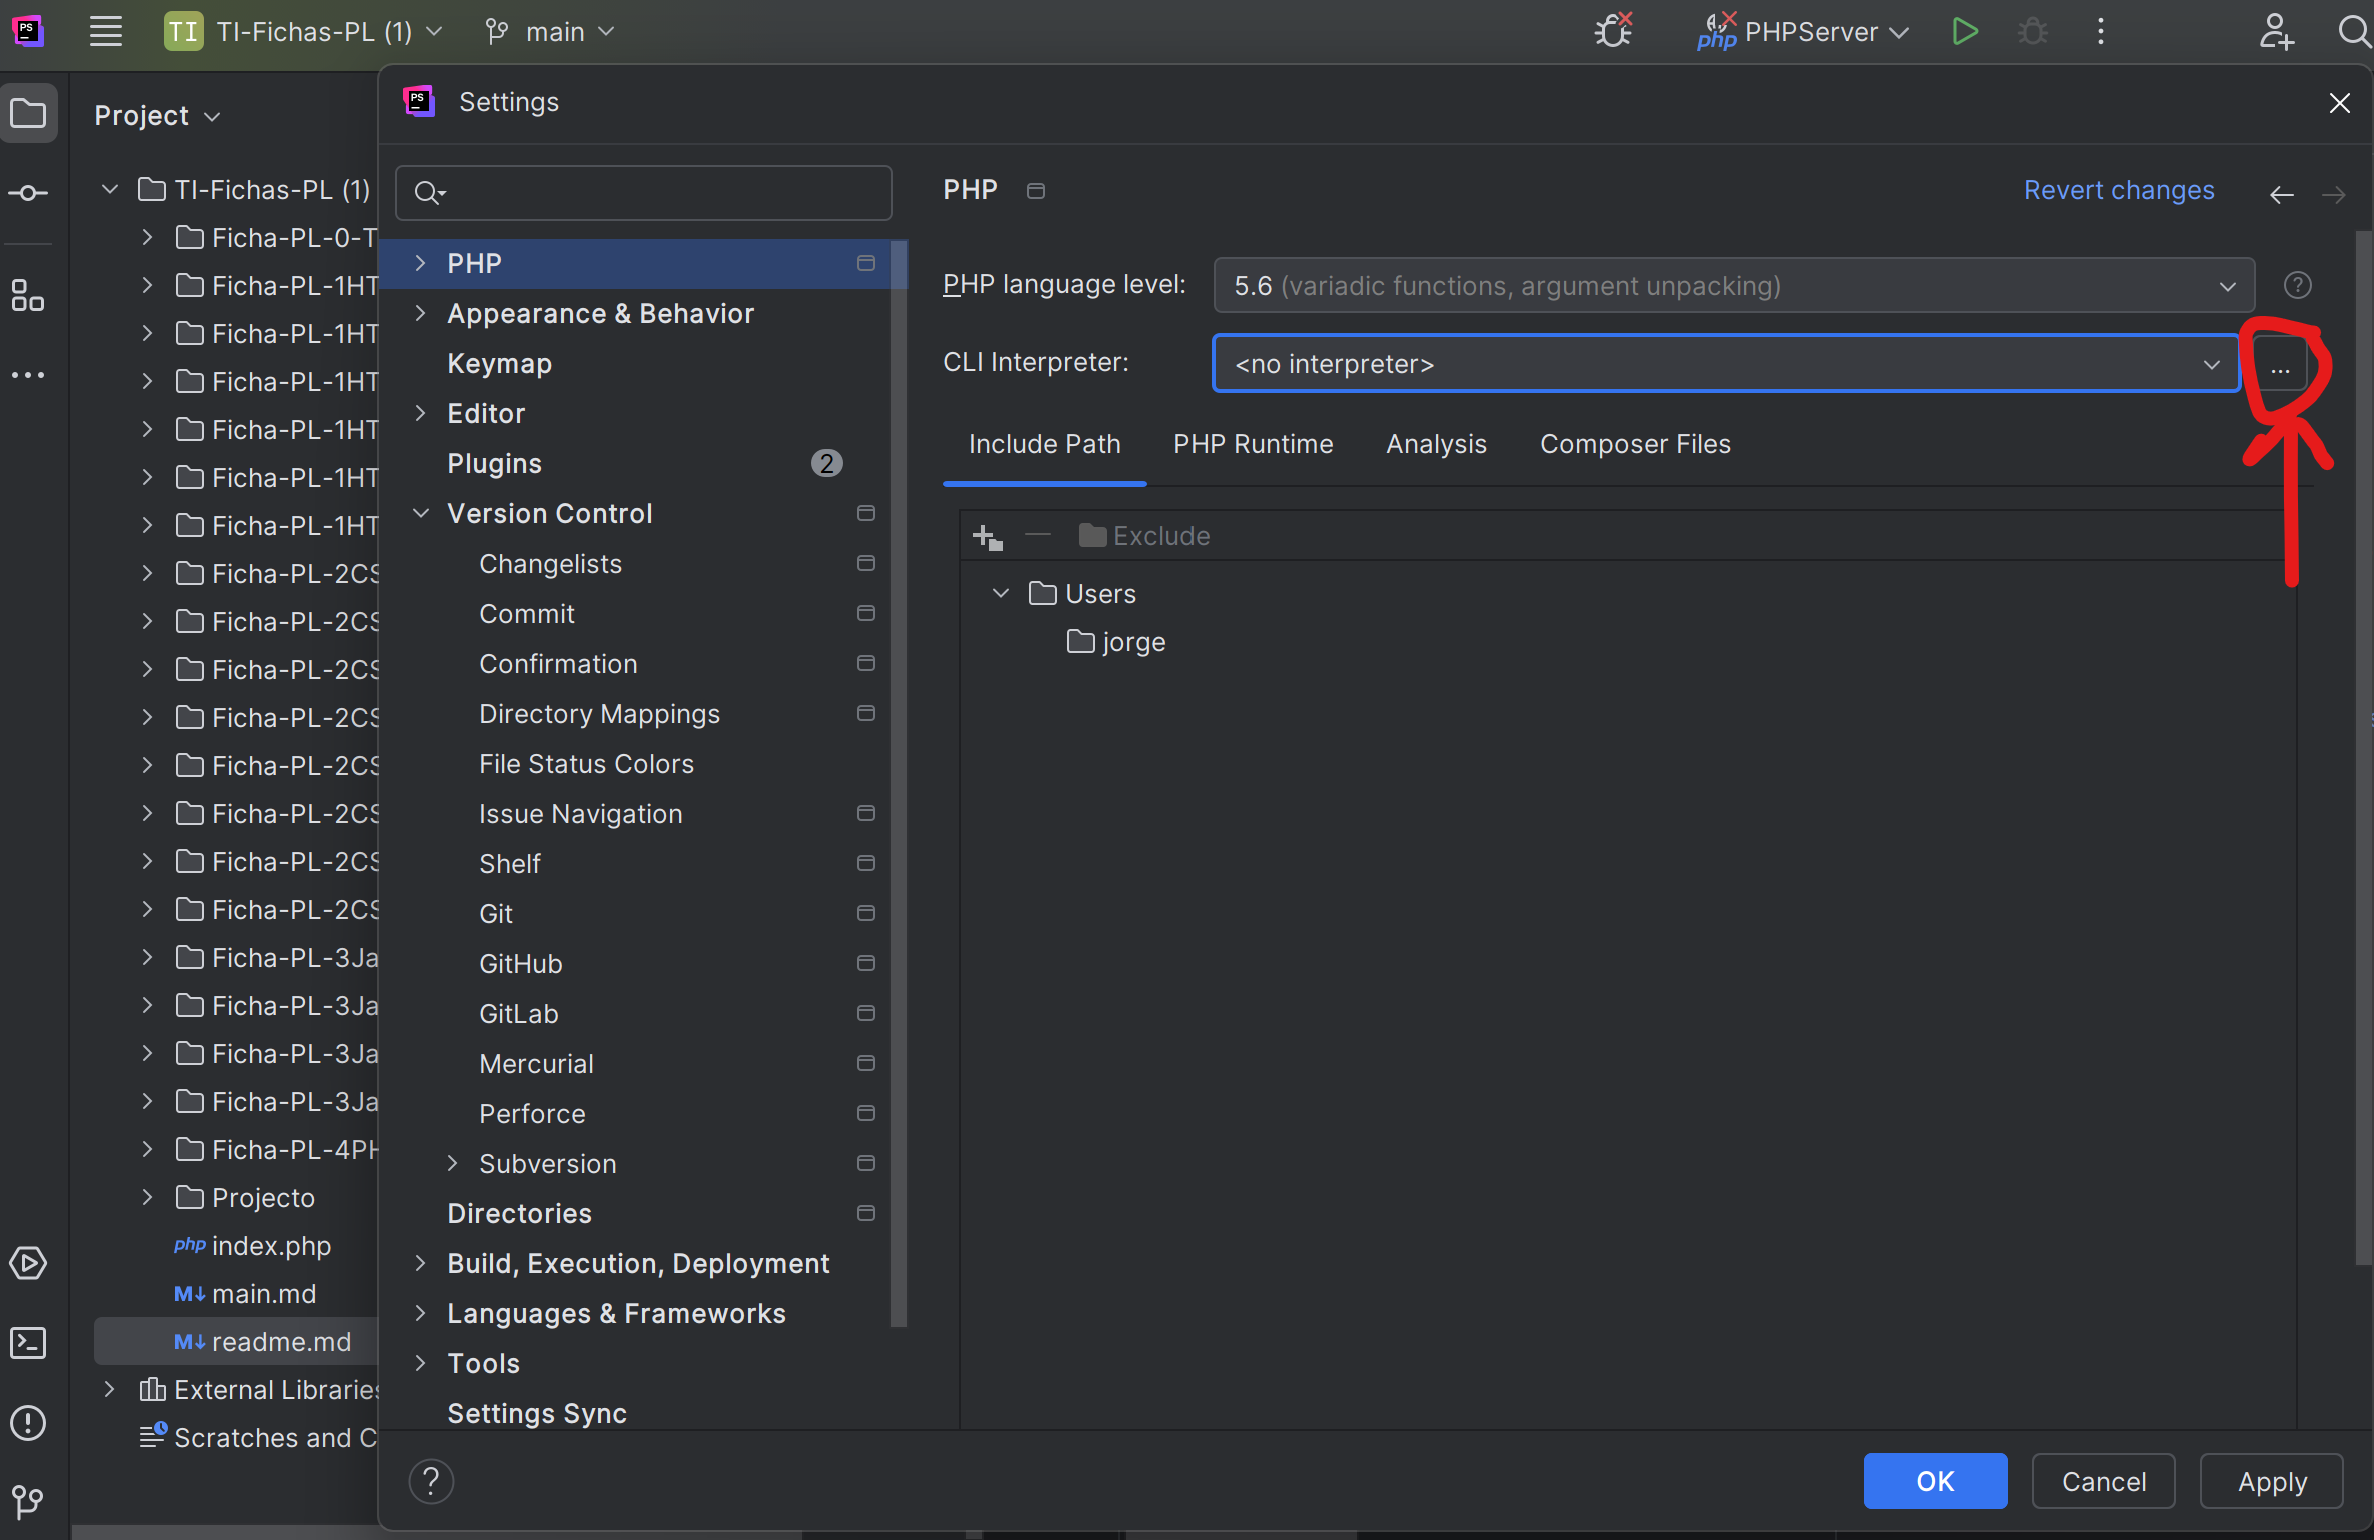 PS
TI TI-Fichas-PL (1)
main
php PHPServer
Project
TI-Fichas-PL (1)
Ficha-PL-0-T
Ficha-PL-1HT
Ficha-PL-1HT
Ficha-PL-1HT
Ficha-PL-1HT
Ficha-PL-1HT
Ficha-PL-1HT
Ficha-PL-2CS
Ficha-PL-2CS
Ficha-PL-2CS
Ficha-PL-2CS
Ficha-PL-2CS
Ficha-PL-2CS
Ficha-PL-2CS
Ficha-PL-2CS
Ficha-PL-3Ja
Ficha-PL-3Ja
Ficha-PL-3Ja
Ficha-PL-3Ja
Ficha-PL-4PH
Projecto
php index.php
M↓ main.md
M↓ readme.md
External Libraries
Scratches and C
PS
Settings
PHP
Appearance & Behavior
Keymap
Editor
Plugins 2
Version Control
Changelists
Commit
Confirmation
Directory Mappings
File Status Colors
Issue Navigation
Shelf
Git
GitHub
GitLab
Mercurial
Perforce
Subversion
Directories
Build, Execution, Deployment
Languages & Frameworks
Tools
Settings Sync
PHP
Revert changes
PHP language level: 5.6 (variadic functions, argument unpacking) ?
CLI Interpreter: <no interpreter> ...
Include Path PHP Runtime Analysis Composer Files
Exclude
Users
jorge
?
OK Cancel Apply